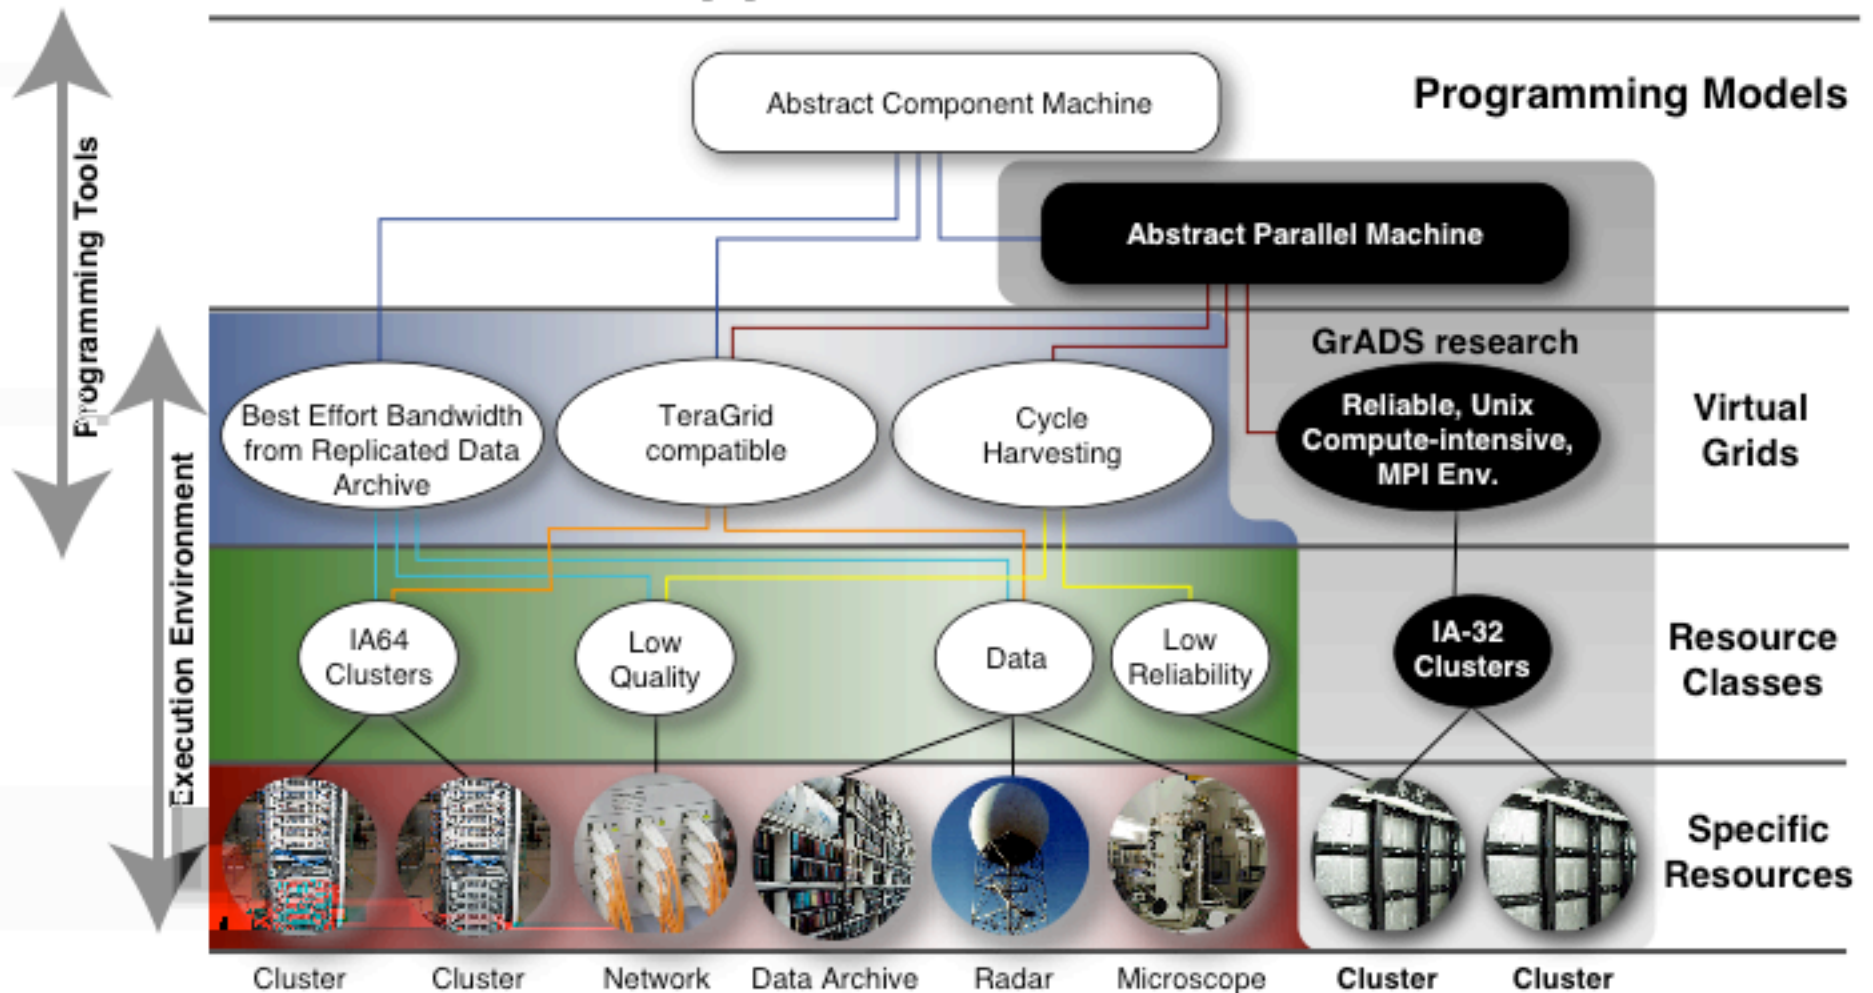 Programming Models
Abstract Component Machine
Abstract Parallel Machine
Programming Tools
GrADS research
Best Effort Bandwidth
from Replicated Data
Archive
TeraGrid
compatible
Cycle
Harvesting
Reliable, Unix
Compute-intensive,
MPI Env.
Virtual
Grids
Execution Environment
IA64
Clusters
Low
Quality
Data
Low
Reliability
IA-32
Clusters
Resource
Classes
Specific
Resources
Cluster
Cluster
Network
Data Archive
Radar
Microscope
Cluster
Cluster